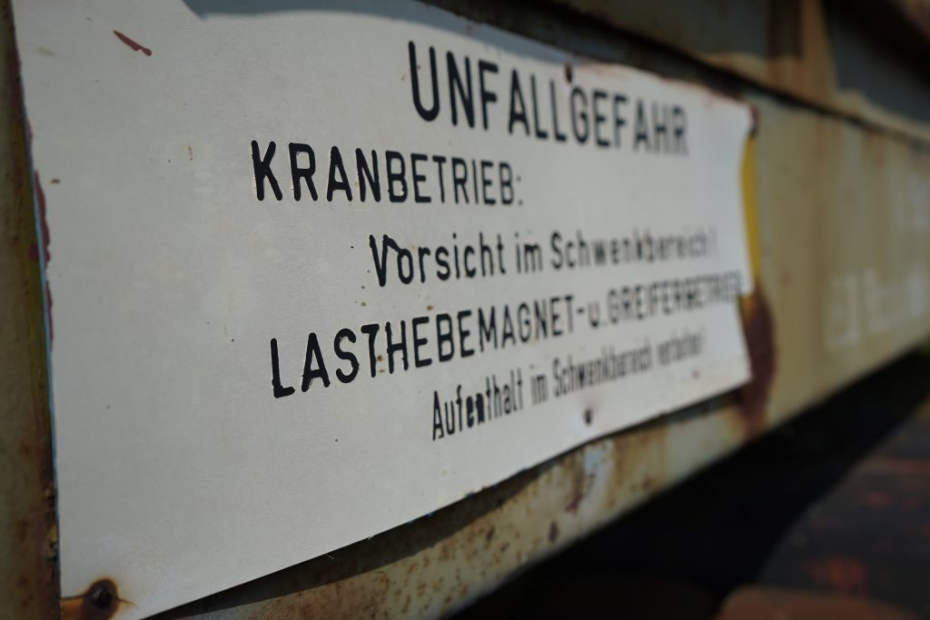 UNFALLGEFAHR
KRANBETRIEB:
Vorsicht im Schwenkbereich!
LASTHEBEMAGNET-u.GREIFERBETRIEB
Aufenthalt im Schwenkbereich verboten!